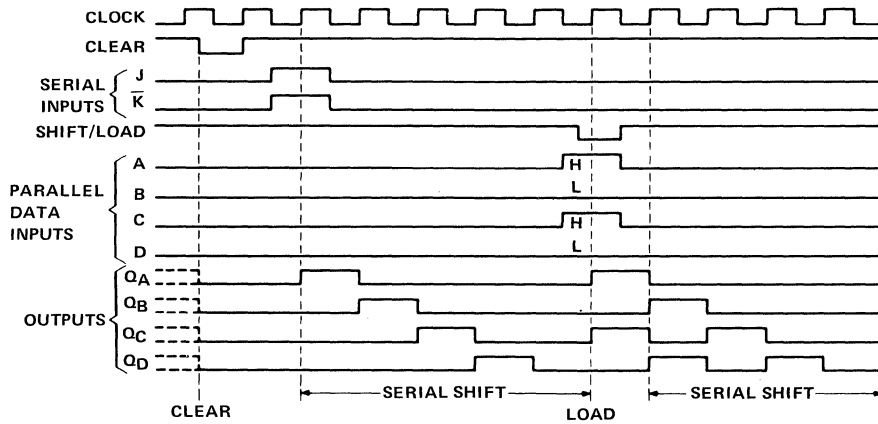 CLOCK
CLEAR
SERIAL
INPUTS
J
K̅
SHIFT/LOAD
PARALLEL
DATA
INPUTS
A
H
B
L
C
H
D
L
OUTPUTS
QA
QB
QC
QD
SERIAL SHIFT
SERIAL SHIFT
CLEAR
LOAD